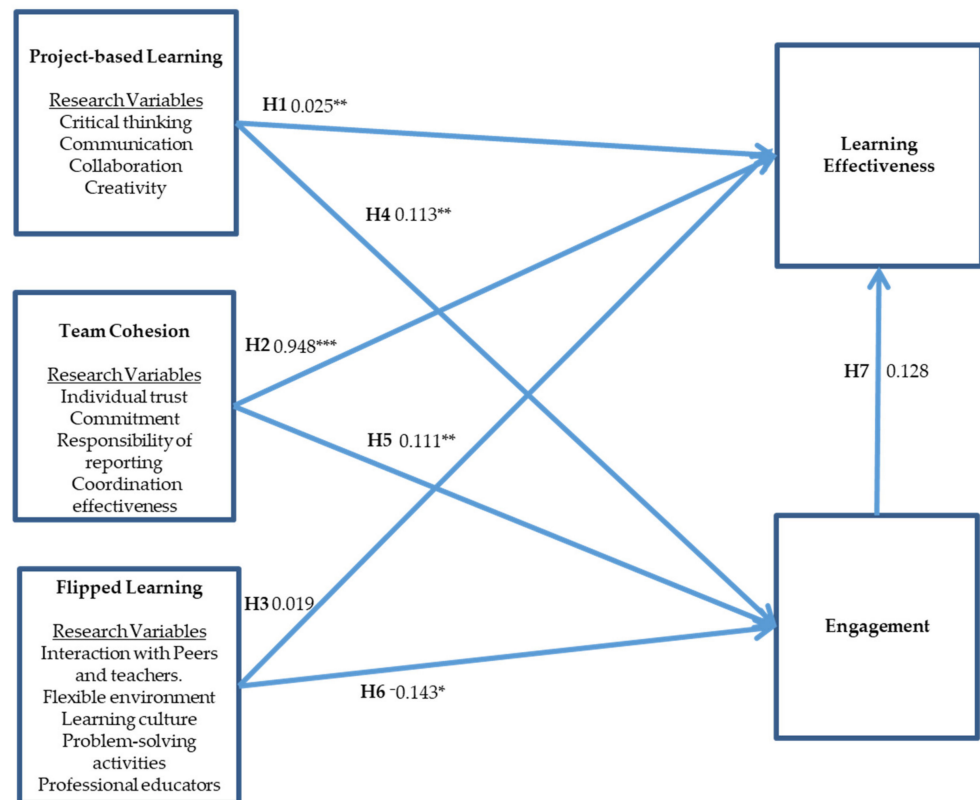 Project-based Learning
Research Variables
Critical thinking
Communication
Collaboration
Creativity
H1 0.025**
Learning
Effectiveness
H4 0.113**
Team Cohesion
Research Variables
Individual trust
Commitment
Responsibility of
reporting
Coordination
effectiveness
H2 0.948***
H7 0.128
H5 0.111**
Flipped Learning
Research Variables
Interaction with Peers
and teachers.
Flexible environment
Learning culture
Problem-solving
activities
Professional educators
H3 0.019
H6 -0.143*
Engagement